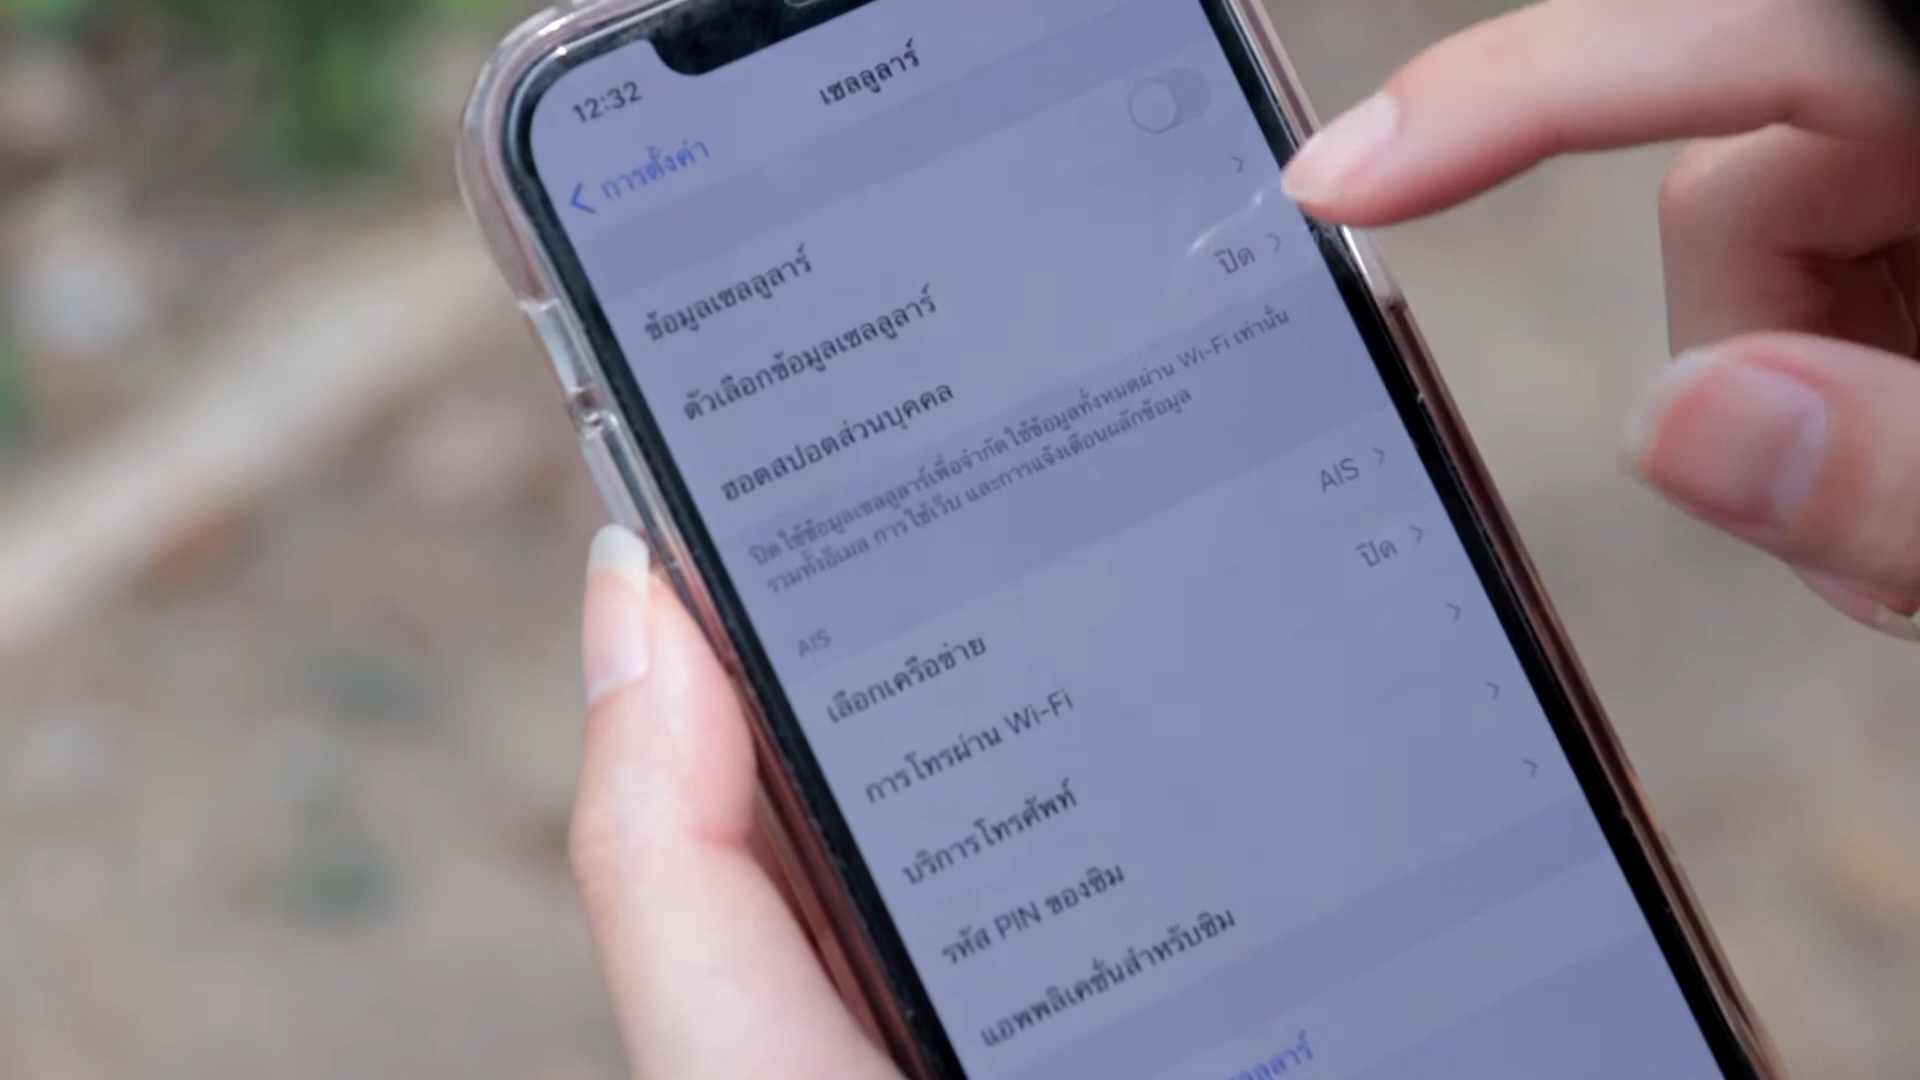 12:32
เซลลูลาร์
การตั้งค่า
ข้อมูลเซลลูลาร์
ตัวเลือกข้อมูลเซลลูลาร์
ฮอตสปอตส่วนบุคคล ปิด
ปิดใช้ข้อมูลเซลลูลาร์เพื่อจำกัดใช้ข้อมูลทั้งหมดผ่าน Wi-Fi เท่านั้น
รวมทั้งอีเมล การใช้เว็บ และการแจ้งเตือนผลักข้อมูล
AIS
เลือกเครือข่าย AIS
การโทรผ่าน Wi-Fi ปิด
บริการโทรศัพท์
รหัส PIN ของซิม
แอพพลิเคชั่นสำหรับซิม